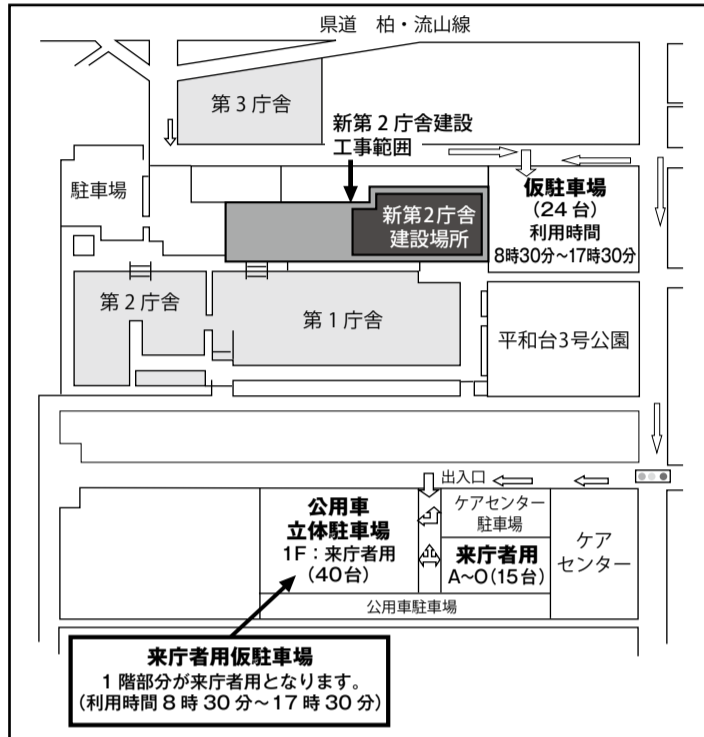 県道 柏・流山線
第3庁舎
新第2庁舎建設
工事範囲
駐車場
仮駐車場
(24台)
利用時間
8時30分~17時30分
新第2庁舎
建設場所
第2庁舎
第1庁舎
平和台3号公園
出入口
公用車
立体駐車場
1F:来庁者用
(40台)
ケアセンター
駐車場
来庁者用
A~O(15台)
ケア
センター
公用車駐車場
来庁者用仮駐車場
1階部分が来庁者用となります。
(利用時間8時30分~17時30分)